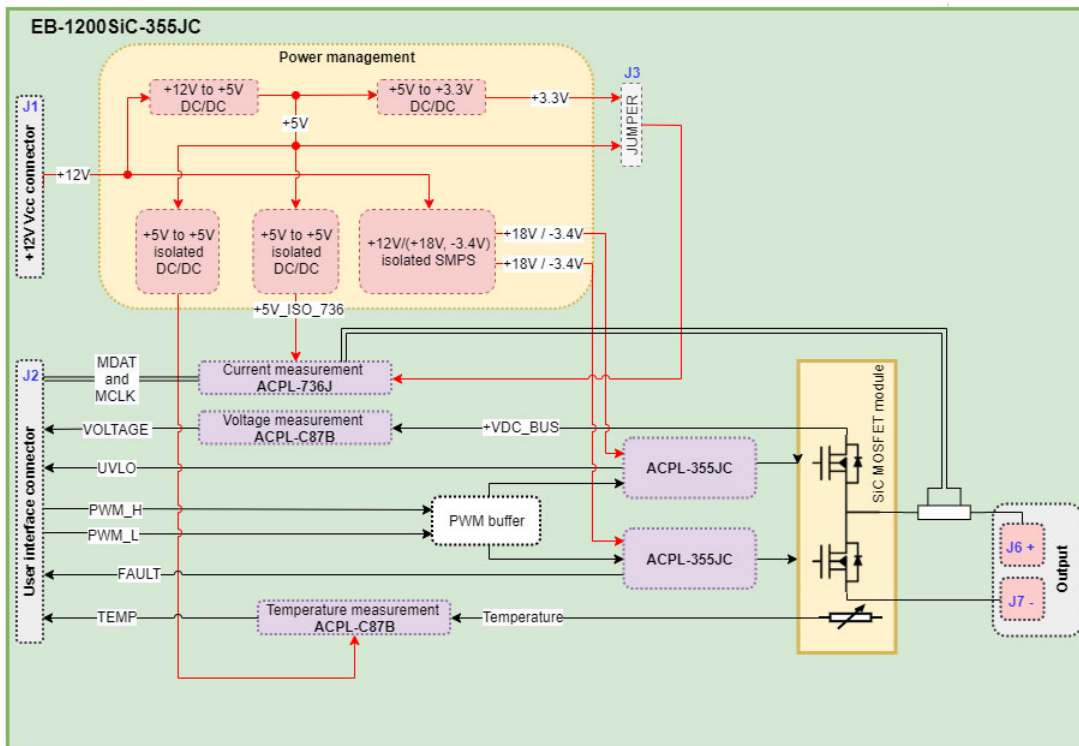 EB-1200SiC-355JC
Power management
J1
+12V Vcc connector
+12V to +5V
DC/DC
+5V to +3.3V
DC/DC
+3.3V
J3
JUMPER
+5V
+12V
+5V to +5V
isolated
DC/DC
+5V to +5V
isolated
DC/DC
+12V/(+18V, -3.4V)
isolated SMPS
+18V / -3.4V
+18V / -3.4V
+5V_ISO_736
J2
User interface connector
MDAT
and
MCLK
Current measurement
ACPL-736J
VOLTAGE
Voltage measurement
ACPL-C87B
+VDC_BUS
SiC MOSFET module
UVLO
ACPL-355JC
PWM_H
PWM_L
PWM buffer
ACPL-355JC
FAULT
TEMP
Temperature measurement
ACPL-C87B
Temperature
J6 +
J7 -
Output